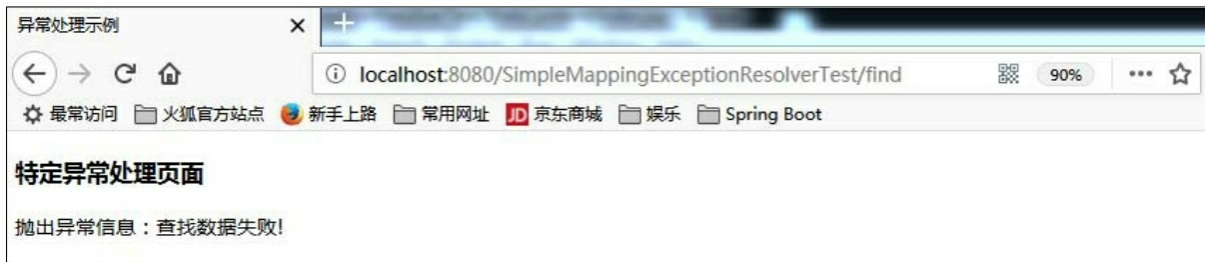 异常处理示例
localhost:8080/SimpleMappingExceptionResolverTest/find 90%
最常访问 火狐官方站点 新手上路 常用网址 JD 京东商城 娱乐 Spring Boot
特定异常处理页面
抛出异常信息：查找数据失败!